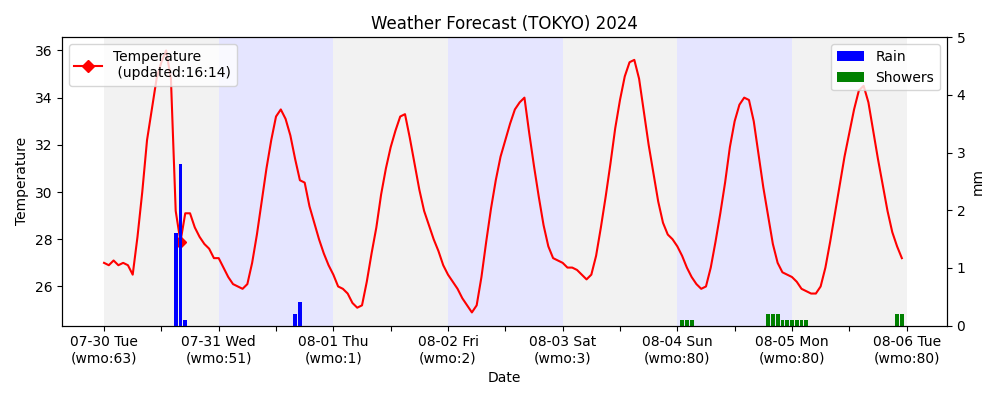 Weather Forecast (TOKYO) 2024
Temperature
(updated:16:14)
Rain
Showers
36
34
32
30
28
26
Temperature
5
4
3
2
1
0
mm
07-30 Tue
(wmo:63)
07-31 Wed
(wmo:51)
08-01 Thu
(wmo:1)
08-02 Fri
(wmo:2)
08-03 Sat
(wmo:3)
08-04 Sun
(wmo:80)
08-05 Mon
(wmo:80)
08-06 Tue
(wmo:80)
Date